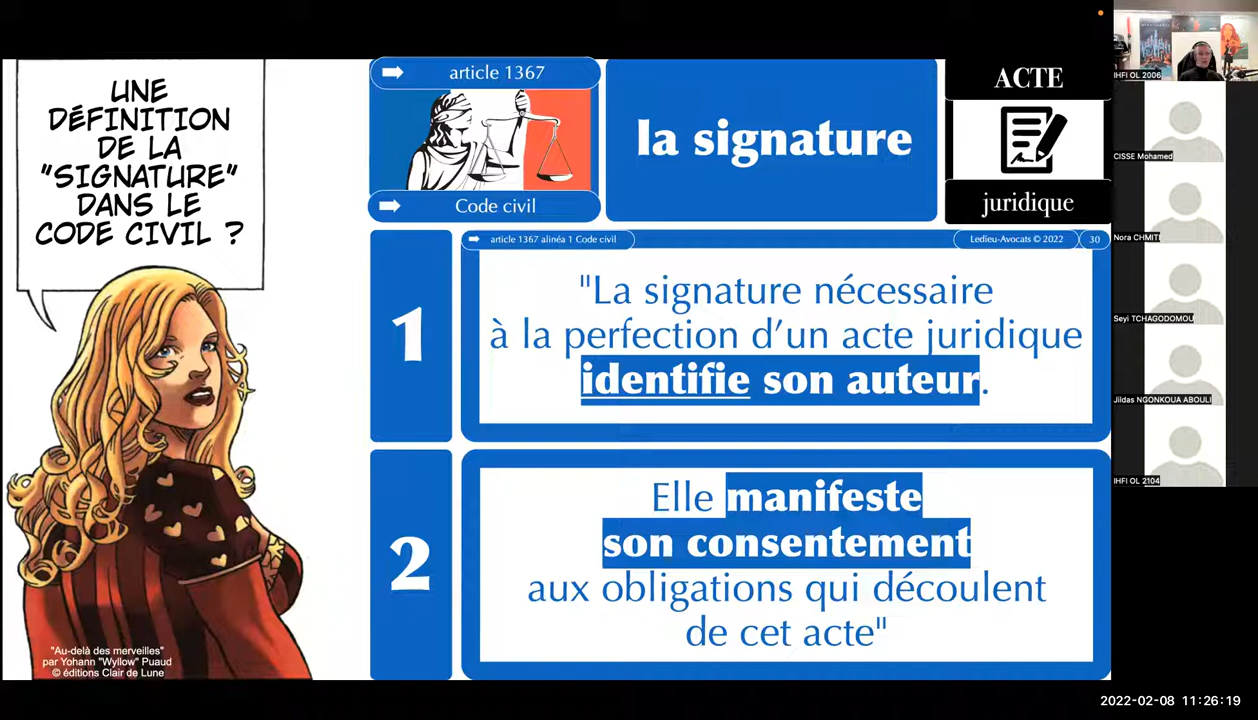 UNE
DÉFINITION
DE LA
"SIGNATURE"
DANS LE
CODE CIVIL ?
"Au-delà des merveilles"
par Yohann "Wyllow" Puaud
© éditions Clair de Lune
article 1367
Code civil
la signature
ACTE
juridique
1
article 1367 alinéa 1 Code civil
Ledieu-Avocats © 2022
30
"La signature nécessaire
à la perfection d’un acte juridique
identifie son auteur.
2
Elle manifeste
son consentement
aux obligations qui découlent
de cet acte"
IHFI OL 2006
CISSE Mohamed
Nora CHMITI
Seyi TCHAGODOMOU
Jildas NGONKOUA ABOULI
IHFI OL 2104
2022-02-08 11:26:19